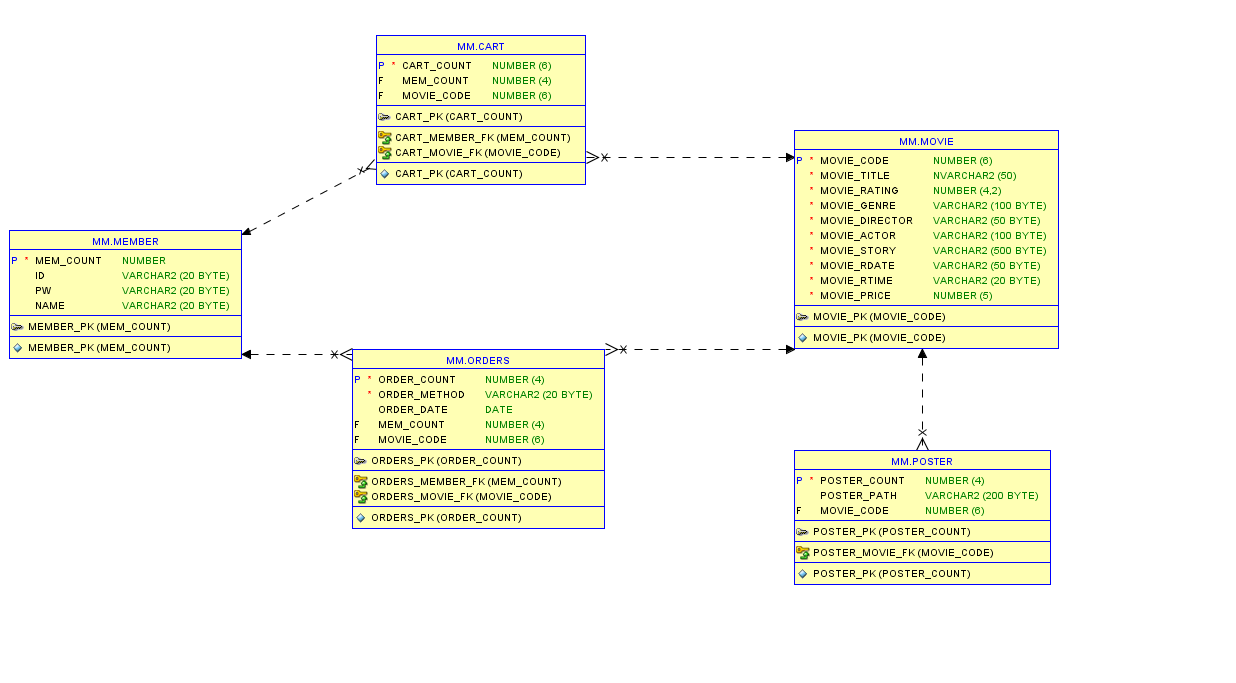 MM.CART
P * CART_COUNT NUMBER (6)
F MEM_COUNT NUMBER (4)
F MOVIE_CODE NUMBER (6)
CART_PK (CART_COUNT)
CART_MEMBER_FK (MEM_COUNT)
CART_MOVIE_FK (MOVIE_CODE)
CART_PK (CART_COUNT)
MM.MOVIE
P * MOVIE_CODE NUMBER (6)
* MOVIE_TITLE NVARCHAR2 (50)
* MOVIE_RATING NUMBER (4,2)
* MOVIE_GENRE VARCHAR2 (100 BYTE)
* MOVIE_DIRECTOR VARCHAR2 (50 BYTE)
* MOVIE_ACTOR VARCHAR2 (100 BYTE)
* MOVIE_STORY VARCHAR2 (500 BYTE)
* MOVIE_RDATE VARCHAR2 (50 BYTE)
* MOVIE_RTIME VARCHAR2 (20 BYTE)
* MOVIE_PRICE NUMBER (5)
MOVIE_PK (MOVIE_CODE)
MOVIE_PK (MOVIE_CODE)
MM.MEMBER
P * MEM_COUNT NUMBER
ID VARCHAR2 (20 BYTE)
PW VARCHAR2 (20 BYTE)
NAME VARCHAR2 (20 BYTE)
MEMBER_PK (MEM_COUNT)
MEMBER_PK (MEM_COUNT)
MM.ORDERS
P * ORDER_COUNT NUMBER (4)
* ORDER_METHOD VARCHAR2 (20 BYTE)
ORDER_DATE DATE
F MEM_COUNT NUMBER (4)
F MOVIE_CODE NUMBER (6)
ORDERS_PK (ORDER_COUNT)
ORDERS_MEMBER_FK (MEM_COUNT)
ORDERS_MOVIE_FK (MOVIE_CODE)
ORDERS_PK (ORDER_COUNT)
MM.POSTER
P * POSTER_COUNT NUMBER (4)
POSTER_PATH VARCHAR2 (200 BYTE)
F MOVIE_CODE NUMBER (6)
POSTER_PK (POSTER_COUNT)
POSTER_MOVIE_FK (MOVIE_CODE)
POSTER_PK (POSTER_COUNT)